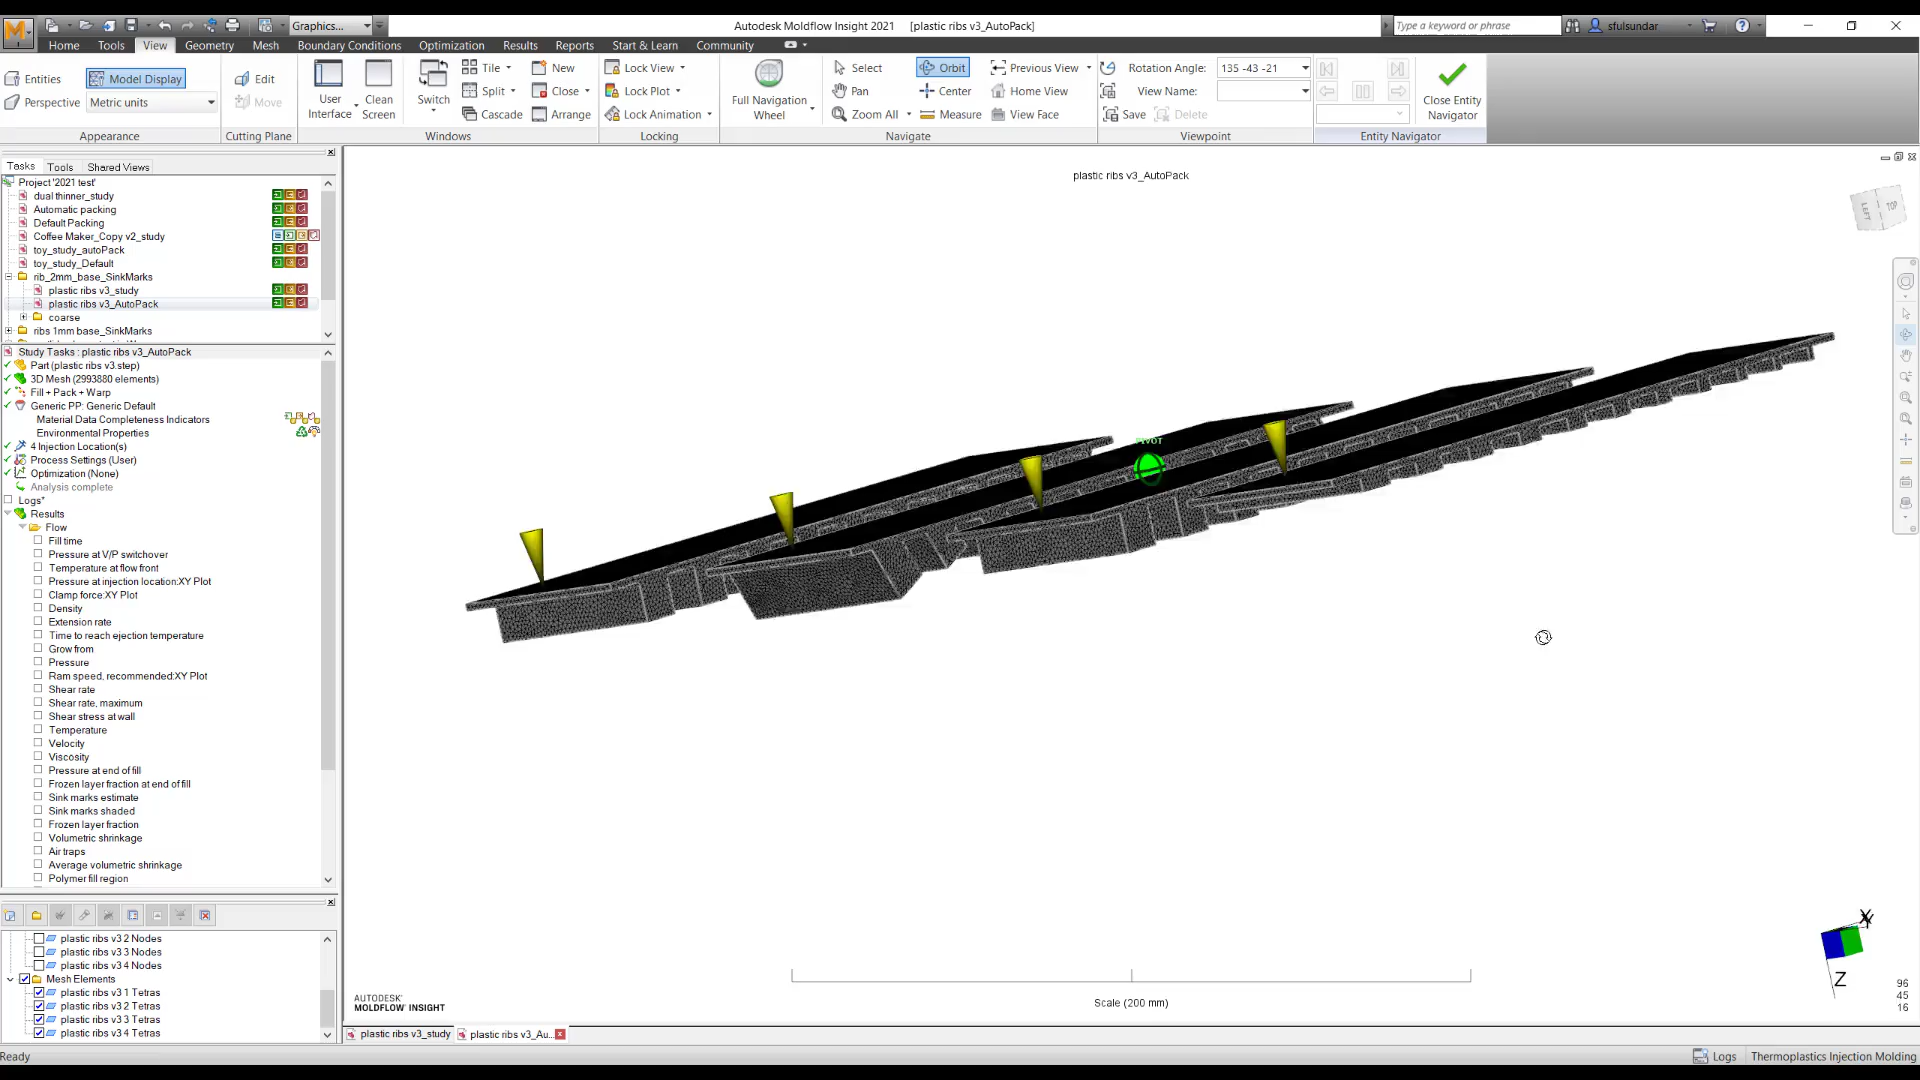 Graphics...
Autodesk Moldflow Insight 2021 [plastic ribs v3_AutoPack]
Type a keyword or phrase
sfulsundar
Home Tools View Geometry Mesh Boundary Conditions Optimization Results Reports Start & Learn Community
Entities
Model Display
Perspective
Metric units
Appearance
Edit
Move
Cutting Plane
User Interface
Clean Screen
Switch
Tile
Split
Cascade
New
Close
Arrange
Windows
Lock View
Lock Plot
Lock Animation
Locking
Full Navigation Wheel
Select
Pan
Zoom All
Orbit
Center
Measure
Previous View
Home View
View Face
Navigate
Rotation Angle: 135 -43 -21
View Name:
Save
Delete
Viewpoint
Close Entity Navigator
Entity Navigator
Tasks Tools Shared Views
Project '2021 test'
dual thinner_study
Automatic packing
Default Packing
Coffee Maker_Copy v2_study
toy_study_autoPack
toy_study_Default
rib_2mm_base_SinkMarks
plastic ribs v3_study
plastic ribs v3_AutoPack
coarse
ribs 1mm base_SinkMarks
Study Tasks : plastic ribs v3_AutoPack
Part (plastic ribs v3.step)
3D Mesh (2993880 elements)
Fill + Pack + Warp
Generic PP: Generic Default
Material Data Completeness Indicators
Environmental Properties
4 Injection Location(s)
Process Settings (User)
Optimization (None)
Analysis complete
Logs*
Results
Flow
Fill time
Pressure at V/P switchover
Temperature at flow front
Pressure at injection location:XY Plot
Clamp force:XY Plot
Density
Extension rate
Time to reach ejection temperature
Grow from
Pressure
Ram speed, recommended:XY Plot
Shear rate
Shear rate, maximum
Shear stress at wall
Temperature
Velocity
Viscosity
Pressure at end of fill
Frozen layer fraction at end of fill
Sink marks estimate
Sink marks shaded
Frozen layer fraction
Volumetric shrinkage
Air traps
Average volumetric shrinkage
Polymer fill region
plastic ribs v3 2 Nodes
plastic ribs v3 3 Nodes
plastic ribs v3 4 Nodes
Mesh Elements
plastic ribs v3 1 Tetras
plastic ribs v3 2 Tetras
plastic ribs v3 3 Tetras
plastic ribs v3 4 Tetras
plastic ribs v3_AutoPack
LEFT
TOP
PIVOT
Z
AUTODESK'
MOLDFLOW INSIGHT
Scale (200 mm)
96
45
16
plastic ribs v3_study
plastic ribs v3_Au...
Ready
Logs
Thermoplastics Injection Molding